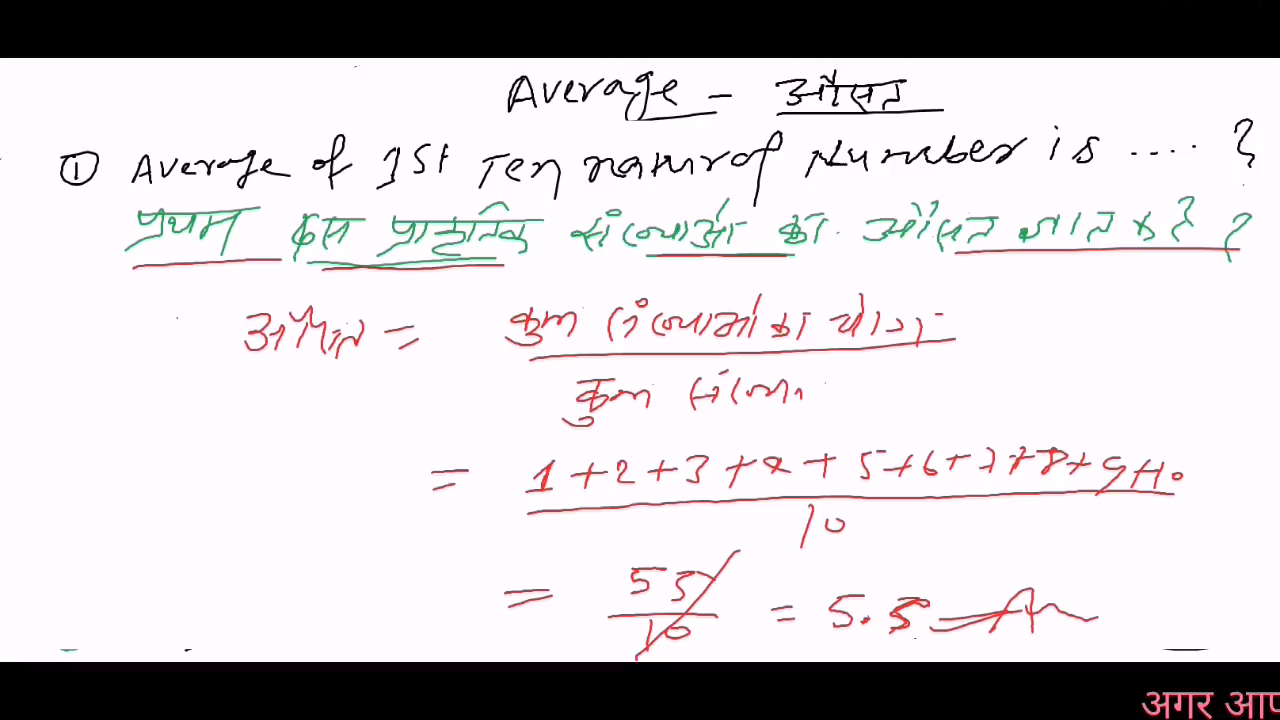 Average - औसत
① Average of 1st Ten natural Number is .... ?
प्रथम दस प्राकृतिक संख्याओं का औसत ज्ञात करें ?
औसत = कुल संख्याओं का योग
कुल संख्या
= 1+2+3+4+5+6+7+8+9+10
10
= 55
10
= 5.5 An
अगर आप